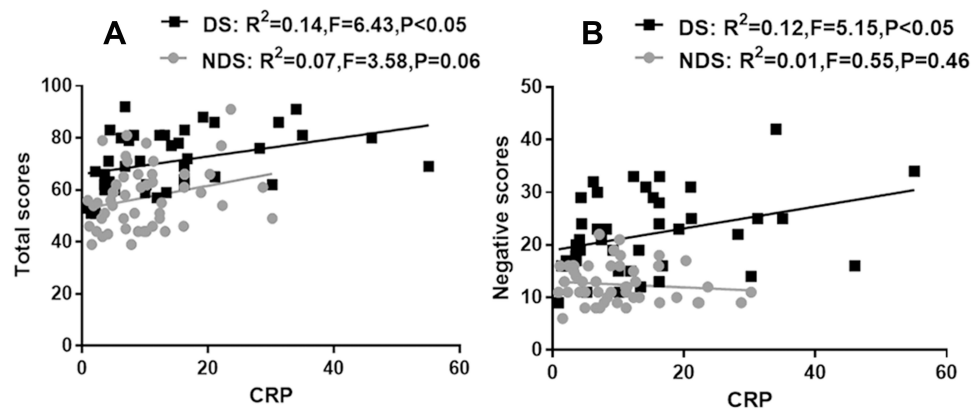 A
DS: R²=0.14,F=6.43,P<0.05
NDS: R²=0.07,F=3.58,P=0.06
Total scores
100
80
60
40
20
0
0 20 40 60
CRP
B
DS: R²=0.12,F=5.15,P<0.05
NDS: R²=0.01,F=0.55,P=0.46
Negative scores
50
40
30
20
10
0
0 20 40 60
CRP